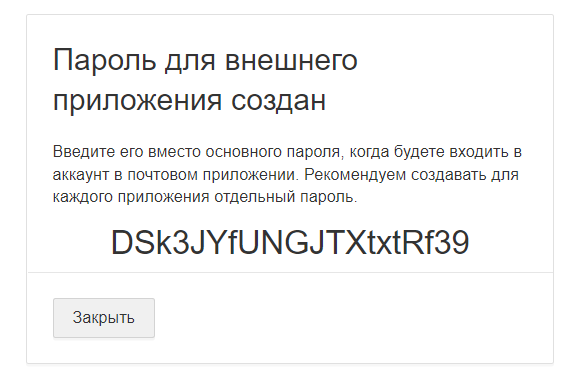 Пароль для внешнего
приложения создан
Введите его вместо основного пароля, когда будете входить в
аккаунт в почтовом приложении. Рекомендуем создавать для
каждого приложения отдельный пароль.
DSk3JYfUNGJTXtxtRf39
Закрыть